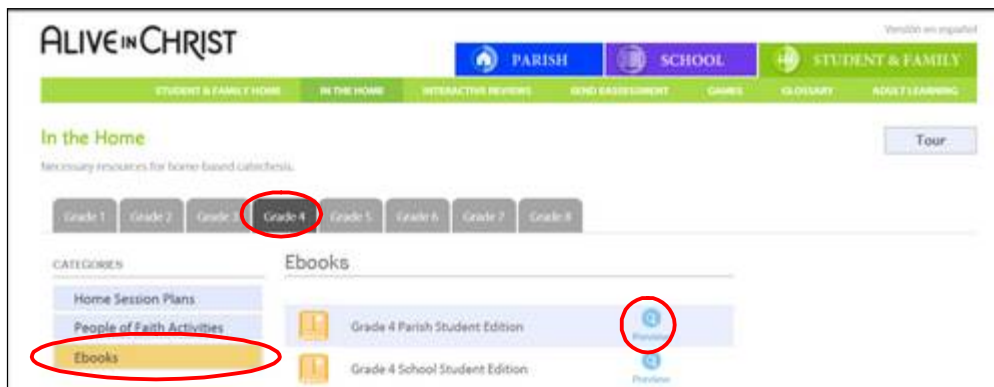 Versión en español
ALIVE IN CHRIST
PARISH SCHOOL STUDENT & FAMILY
STUDENT & FAMILY HOME IN THE HOME INTERACTIVE REVIEWS SEND EASSESSMENT GAMES GLOSSARY ADULT LEARNING
In the Home
Tour
Necessary resources for home-based catechesis.
Grade 1 Grade 2 Grade 3 Grade 4 Grade 5 Grade 6 Grade 7 Grade 8
CATEGORIES
Ebooks
Home Session Plans
People of Faith Activities
Ebooks
Grade 4 Parish Student Edition
Preview
Grade 4 School Student Edition
Preview